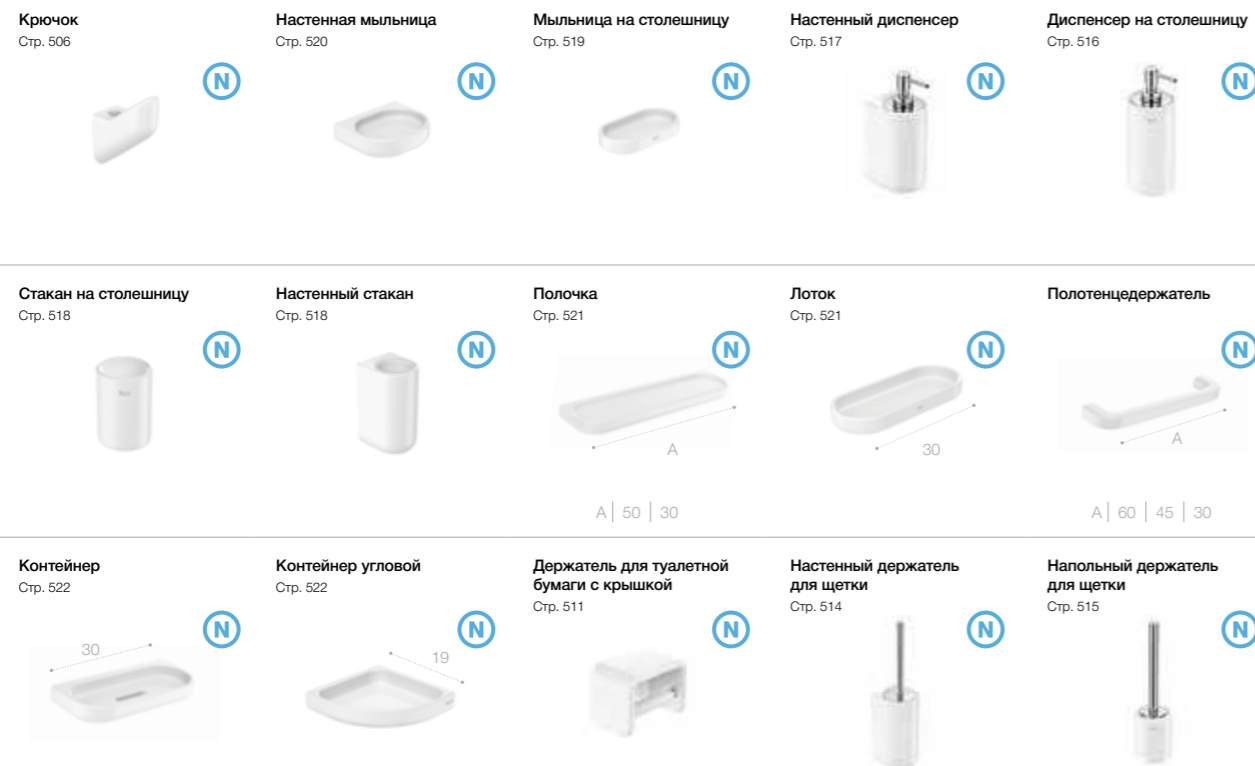 Крючок
Стр. 506
N
Настенная мыльница
Стр. 520
N
Мыльница на столешницу
Стр. 519
N
Настенный диспенсер
Стр. 517
N
Диспенсер на столешницу
Стр. 516
N
Стакан на столешницу
Стр. 518
N
Настенный стакан
Стр. 518
N
Полочка
Стр. 521
N
A
A | 50 | 30
Лоток
Стр. 521
N
30
Полотенцедержатель
N
A
A | 60 | 45 | 30
Контейнер
Стр. 522
N
30
Контейнер угловой
Стр. 522
N
19
Держатель для туалетной
бумаги с крышкой
Стр. 511
N
Настенный держатель
для щетки
Стр. 514
N
Напольный держатель
для щетки
Стр. 515
N